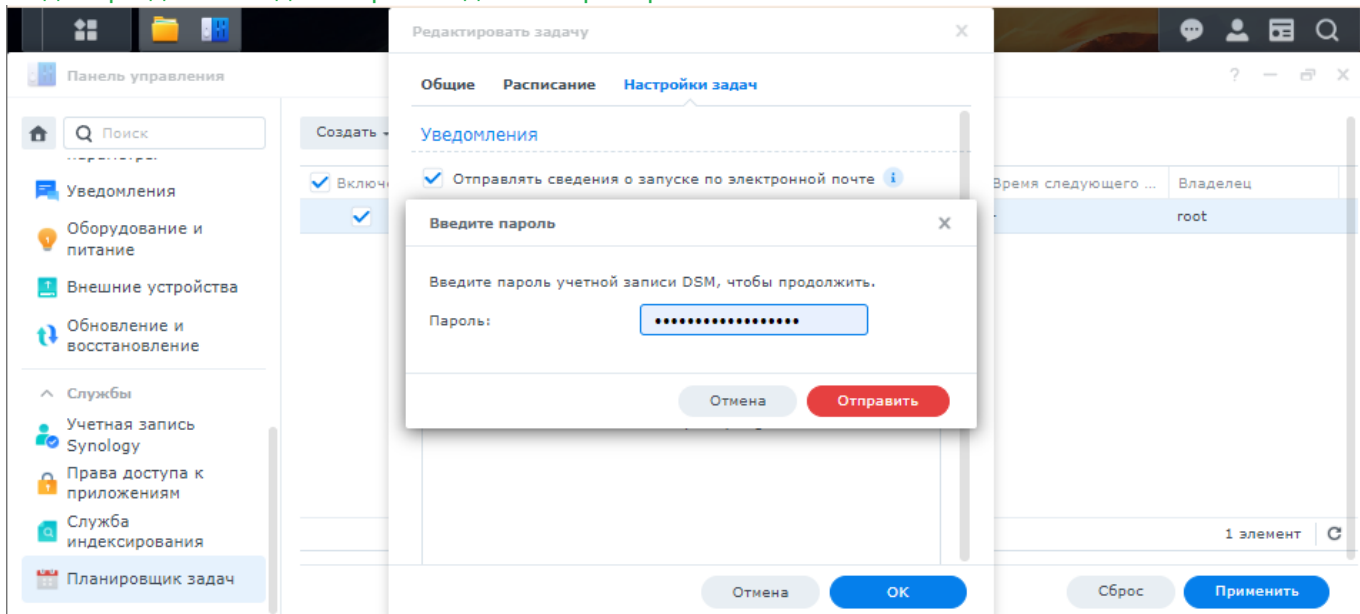 Редактировать задачу
Панель управления
Общие Расписание Настройки задач
Поиск
Создать
Уведомления
Включ
Отправлять сведения о запуске по электронной почте
Время следующего ... Владелец
root
Уведомления
Оборудование и
питание
Внешние устройства
Обновление и
восстановление
Службы
Учетная запись
Synology
Права доступа к
приложениям
Служба
индексирования
Планировщик задач
Введите пароль
Введите пароль учетной записи DSM, чтобы продолжить.
Пароль: ••••••••••••••••••
Отмена Отправить
1 элемент
Отмена OK
Сброс Применить